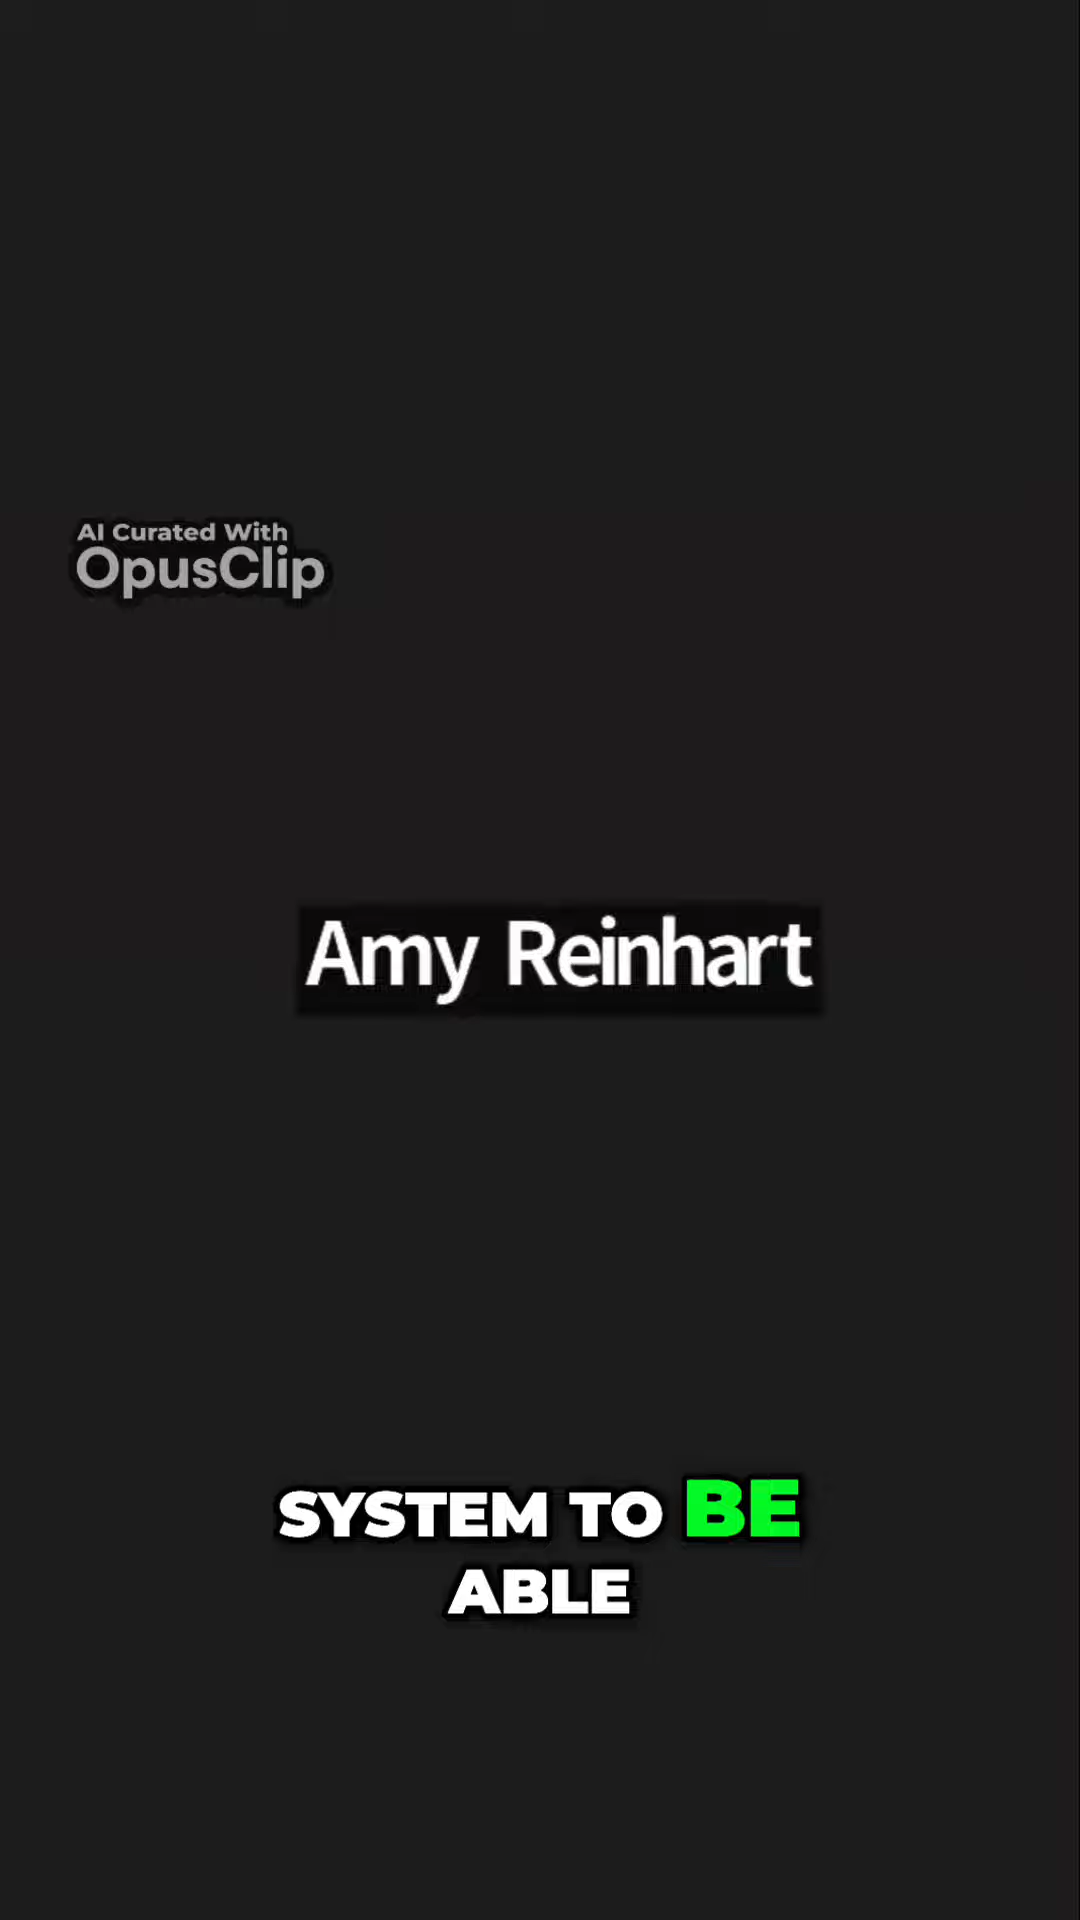 AI Curated With
OpusClip
Amy Reinhart
SYSTEM TO BE
ABLE